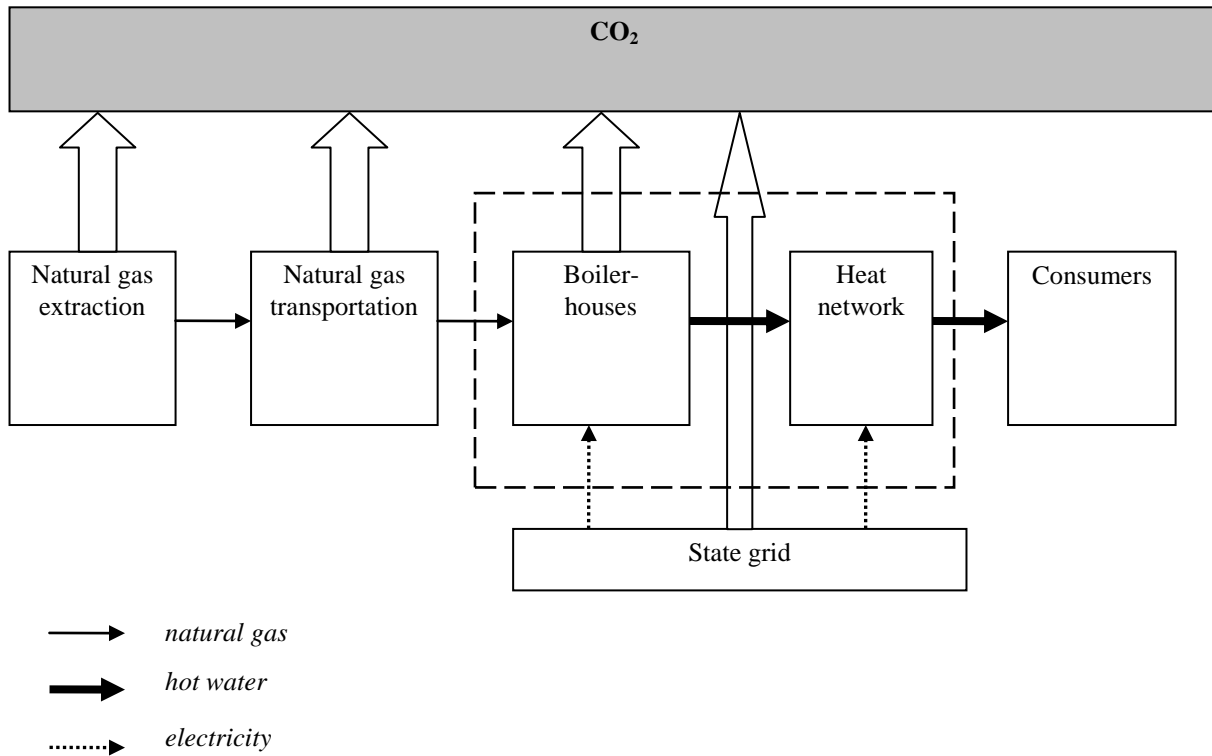 CO₂
Natural gas
extraction
Natural gas
transportation
Boiler-
houses
Heat
network
Consumers
State grid
natural gas
hot water
electricity